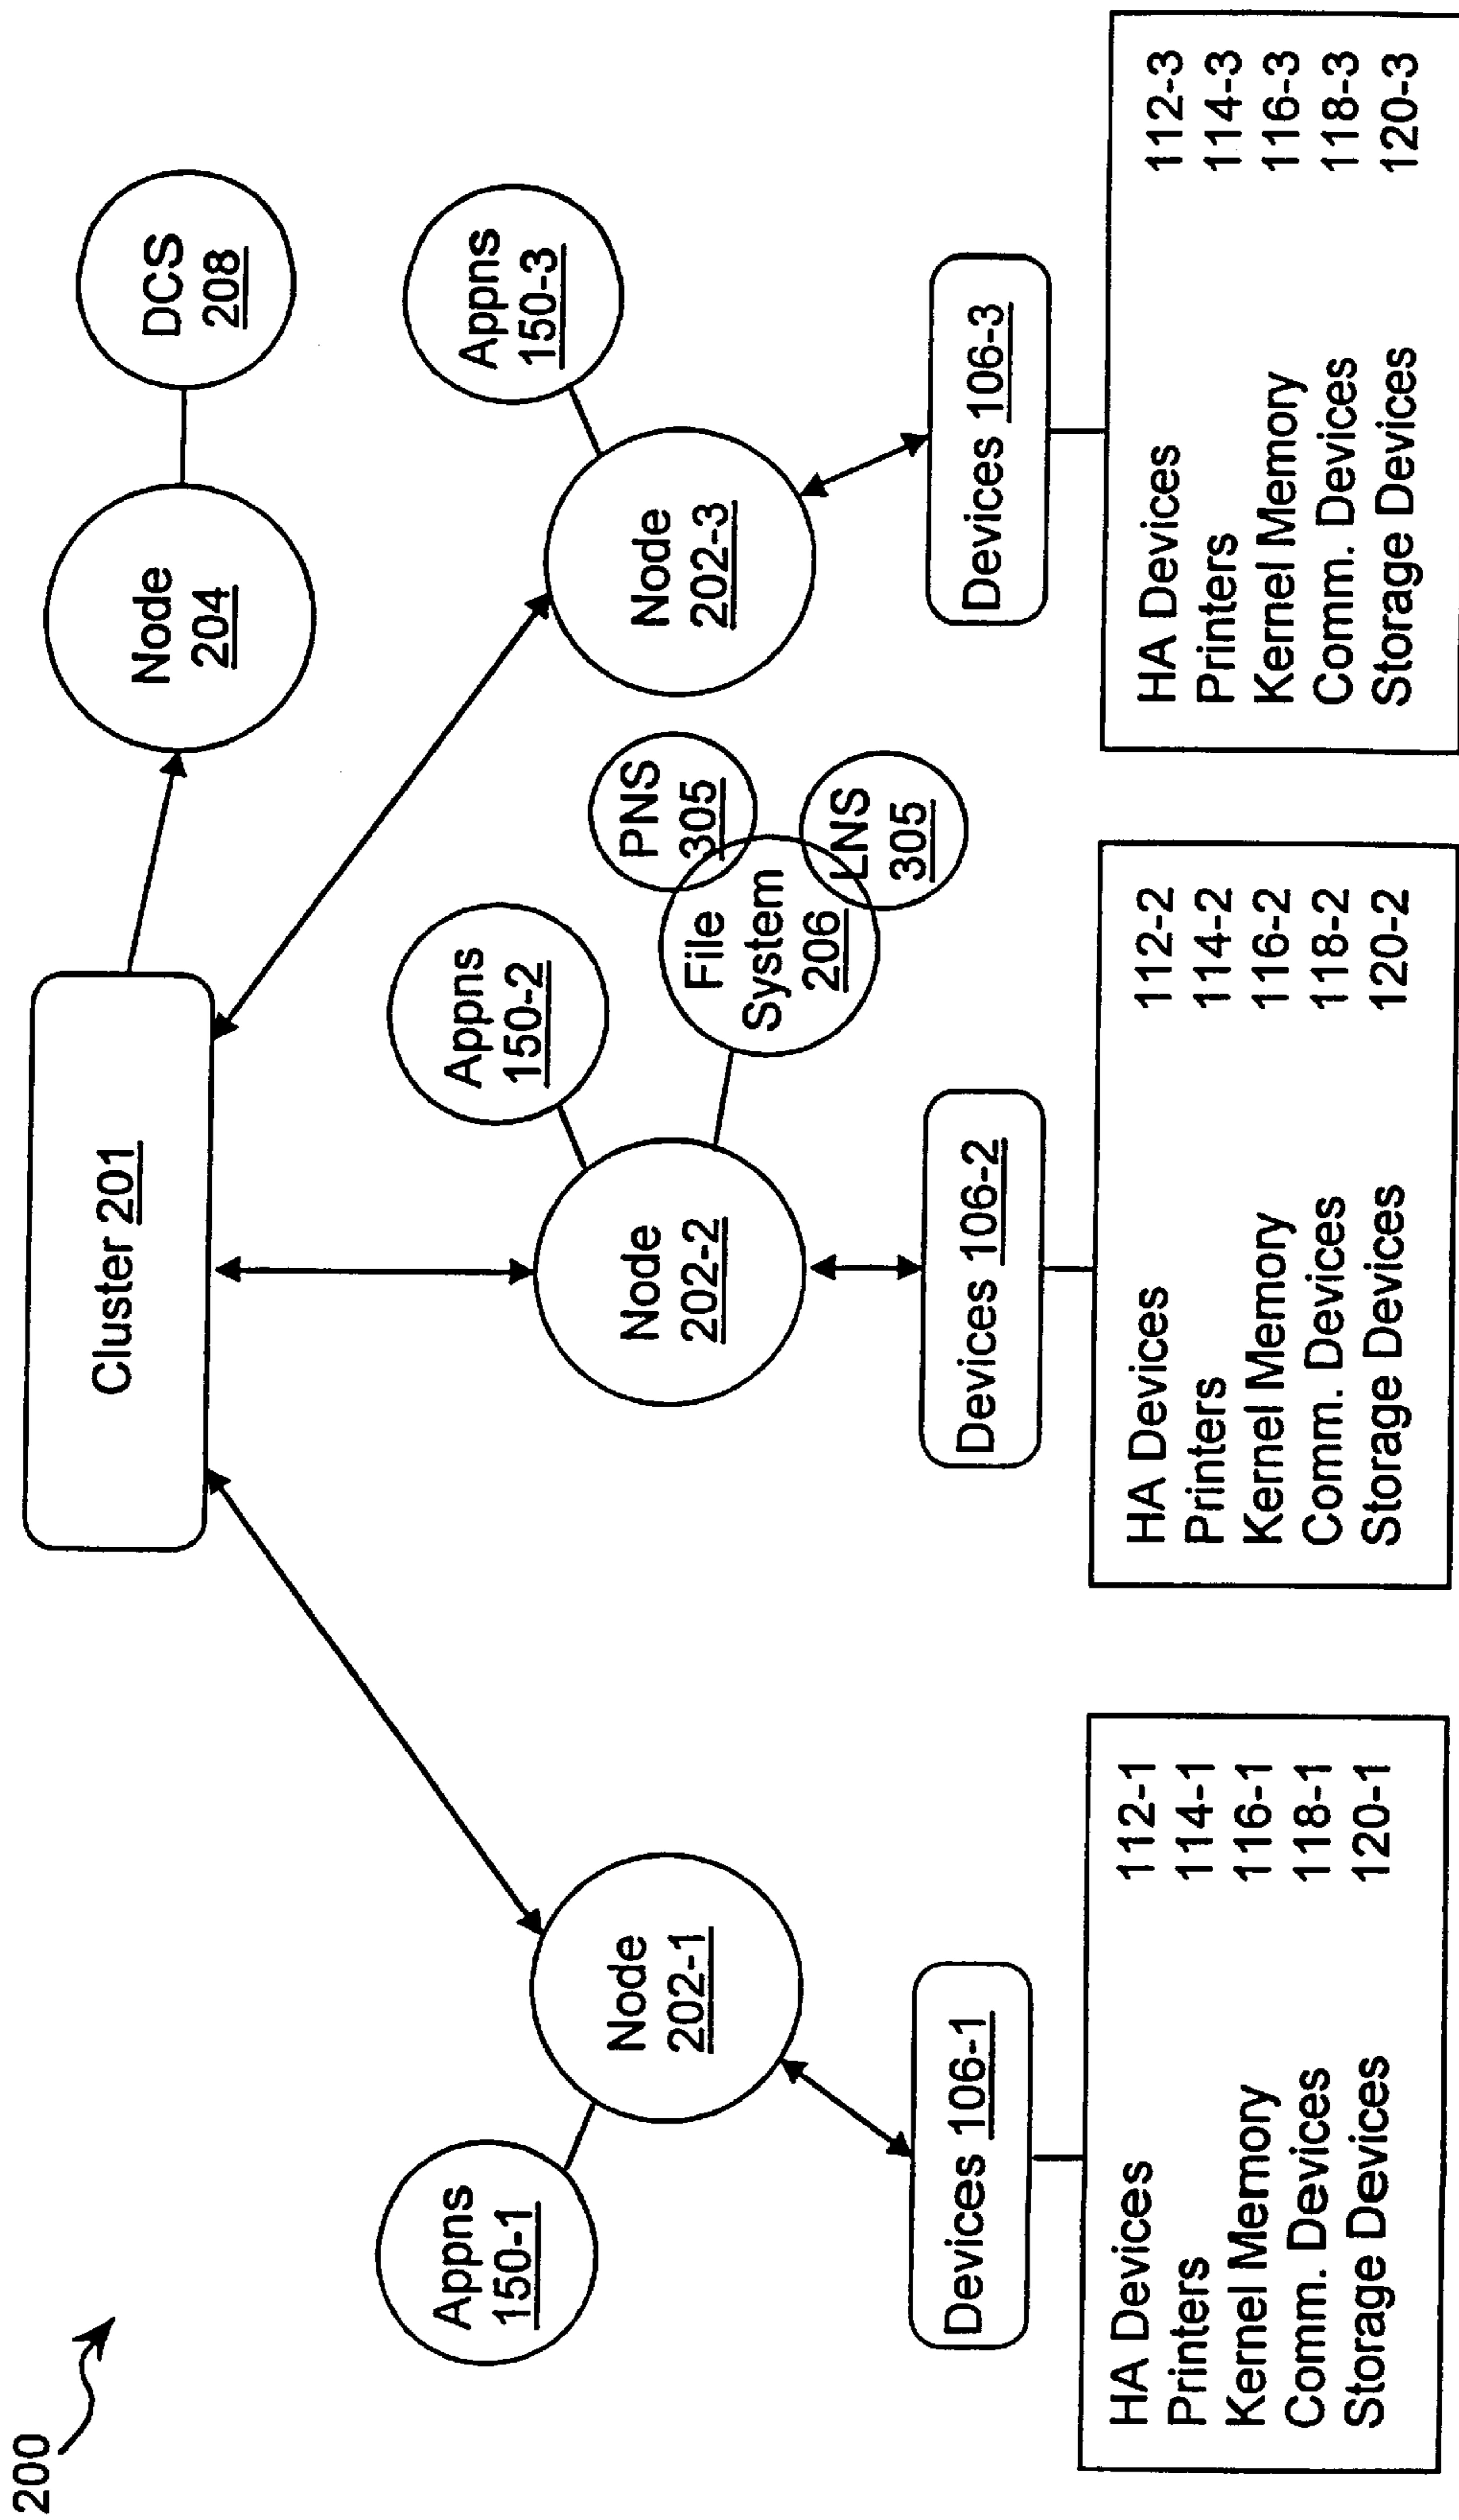 200
Cluster 201
Node
204
DCS
208
Appns
150-1
Node
202-1
Appns
150-2
Node
202-2
File
System
206
PNS
305
LNS
305
Appns
150-3
Node
202-3
Devices 106-1
Devices 106-2
Devices 106-3
HA Devices 112-1
Printers 114-1
Kernel Memory 116-1
Comm. Devices 118-1
Storage Devices 120-1
HA Devices 112-2
Printers 114-2
Kernel Memory 116-2
Comm. Devices 118-2
Storage Devices 120-2
HA Devices 112-3
Printers 114-3
Kernel Memory 116-3
Comm. Devices 118-3
Storage Devices 120-3